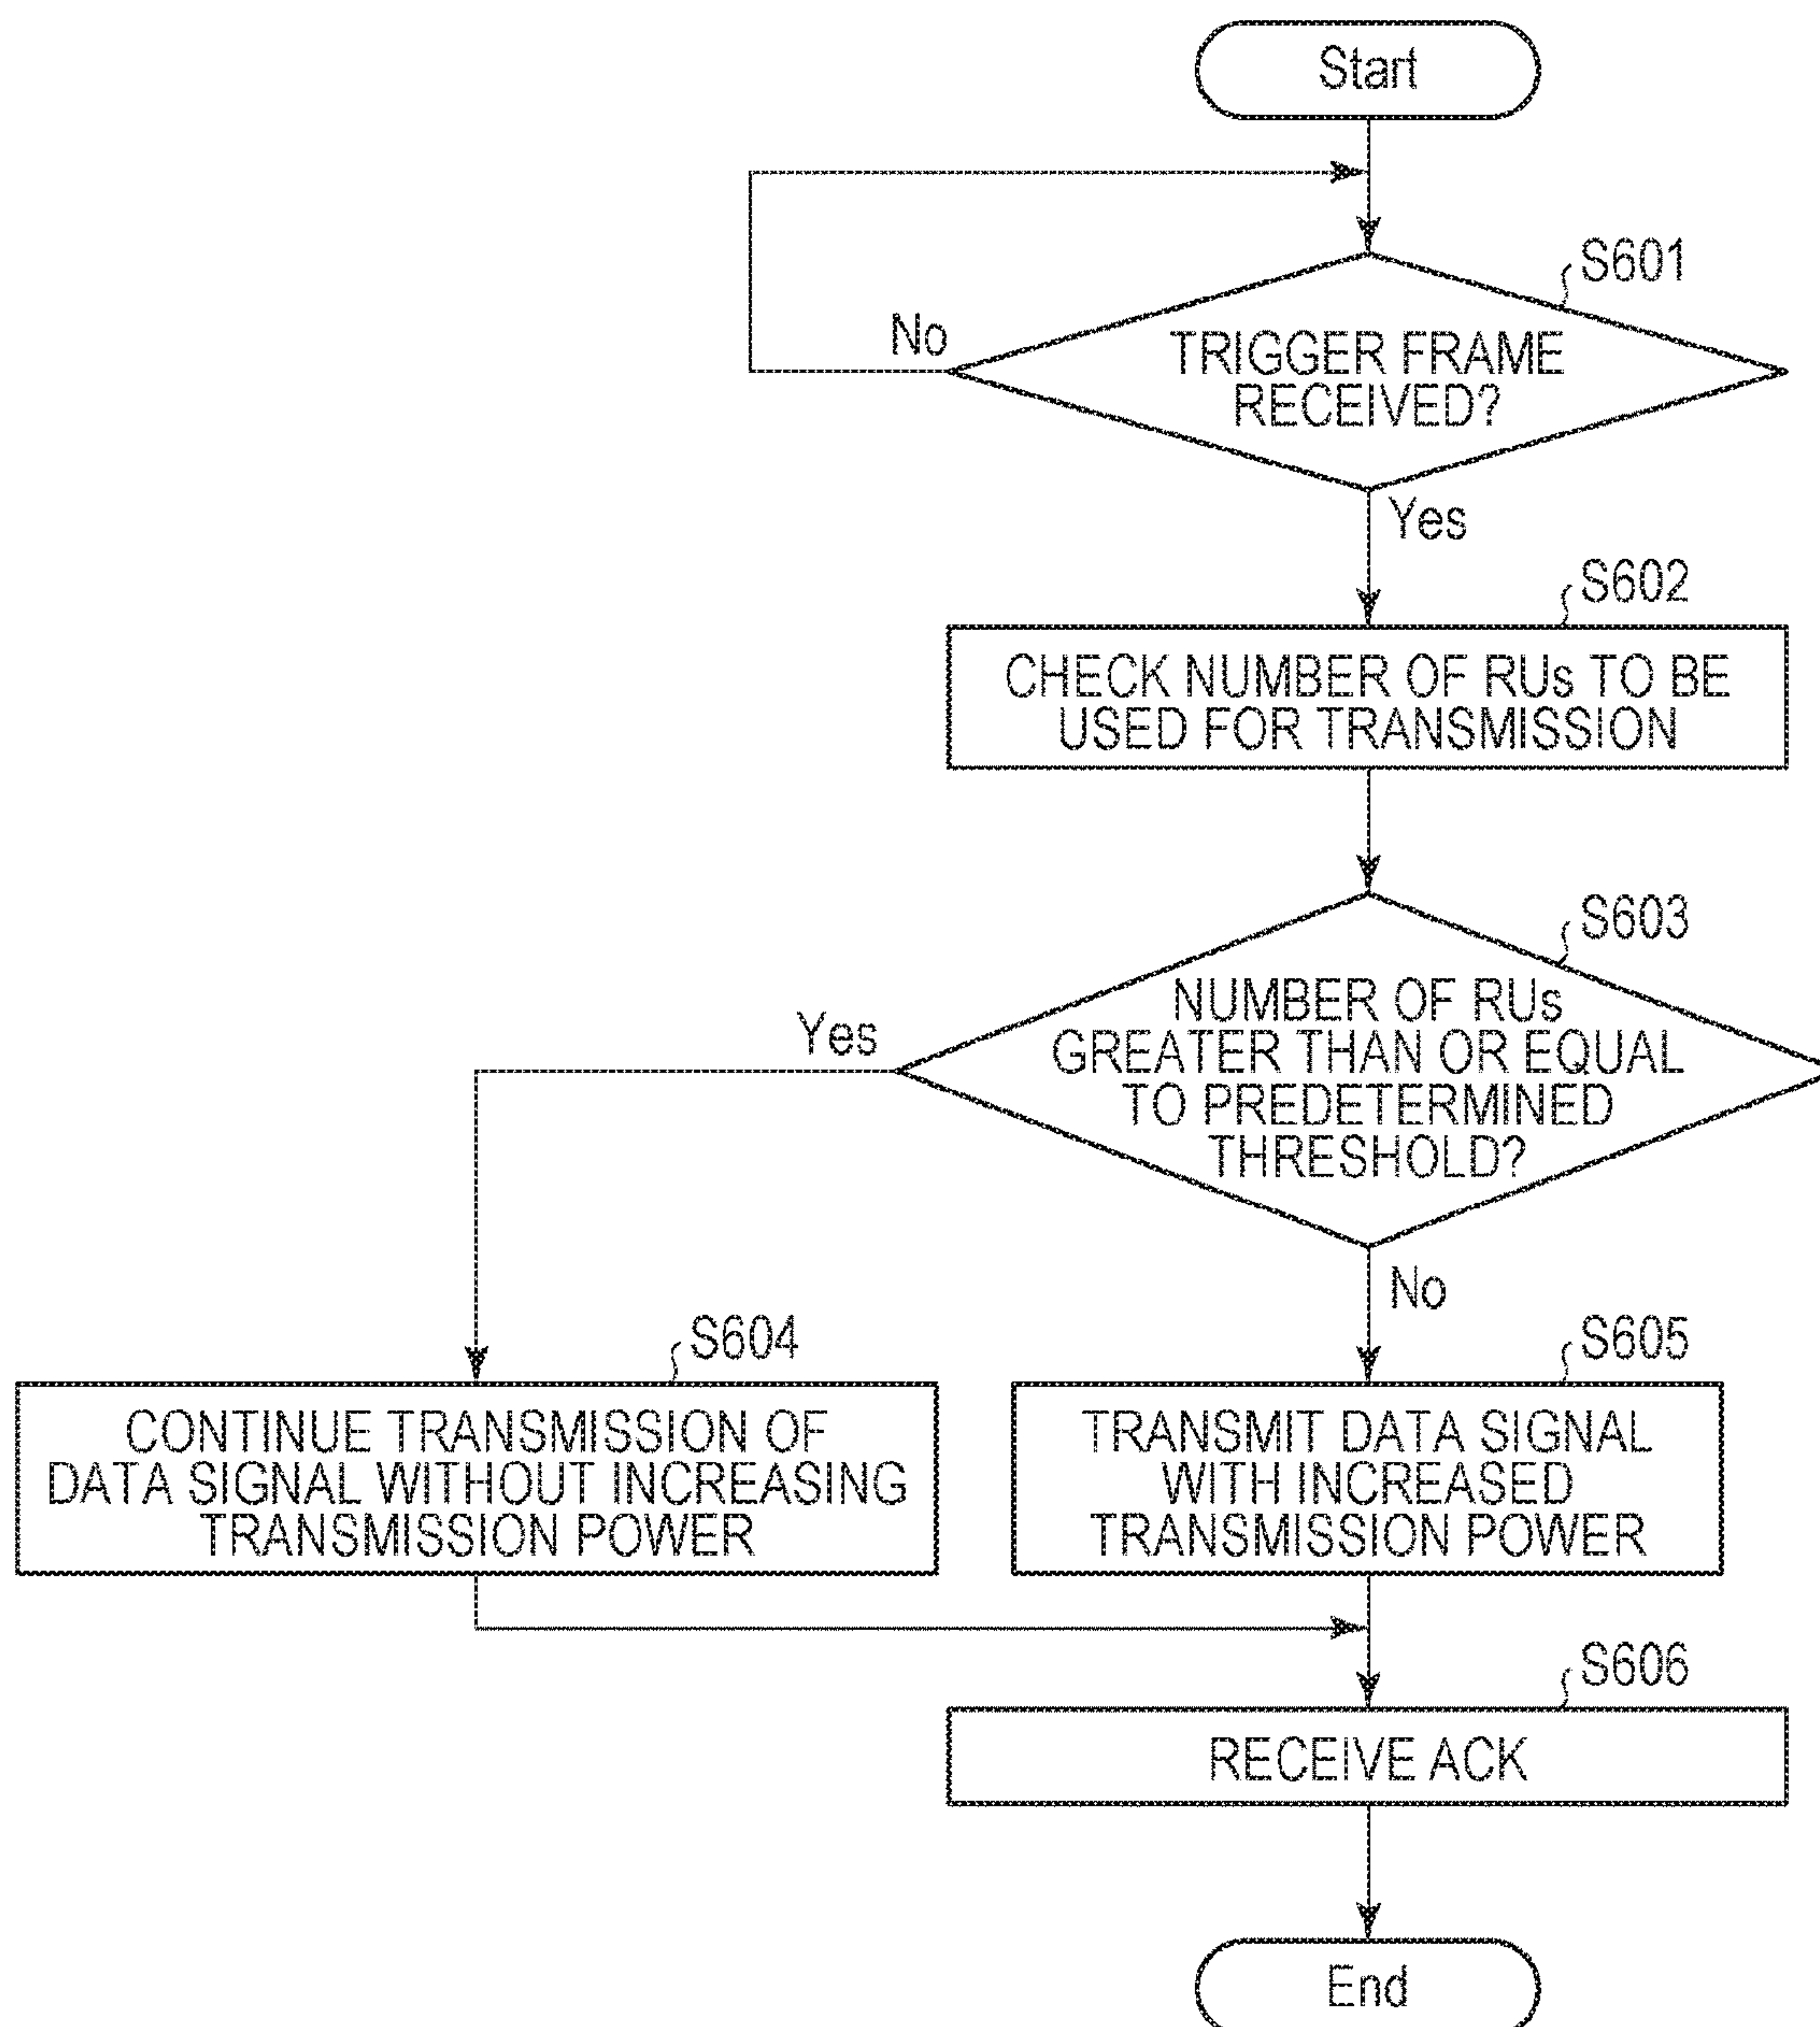 Start
S601
No
TRIGGER FRAME
RECEIVED?
Yes
S602
CHECK NUMBER OF RUs TO BE
USED FOR TRANSMISSION
S603
Yes
NUMBER OF RUs
GREATER THAN OR EQUAL
TO PREDETERMINED
THRESHOLD?
No
S604
CONTINUE TRANSMISSION OF
DATA SIGNAL WITHOUT INCREASING
TRANSMISSION POWER
S605
TRANSMIT DATA SIGNAL
WITH INCREASED
TRANSMISSION POWER
S606
RECEIVE ACK
End